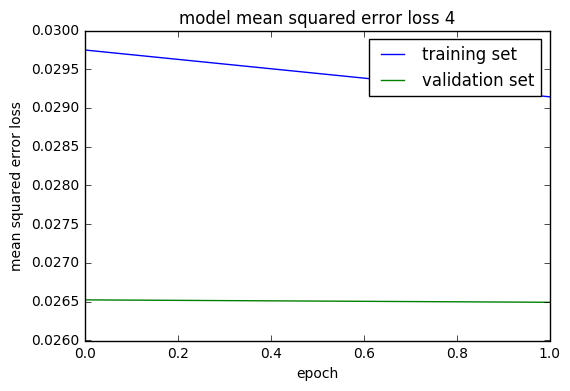 model mean squared error loss 4
0.0300
0.0295
0.0290
0.0285
0.0280
0.0275
0.0270
0.0265
0.0260
mean squared error loss
training set
validation set
0.0 0.2 0.4 0.6 0.8 1.0
epoch